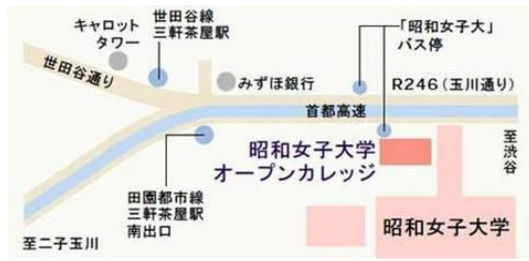 キャロット
タワー
世田谷線
三軒茶屋駅
「昭和女子大」
バス停
世田谷通り
みずほ銀行
R246(玉川通り)
首都高速
至渋谷
昭和女子大学
オープンカレッジ
田園都市線
三軒茶屋駅
南出口
昭和女子大学
至二子玉川